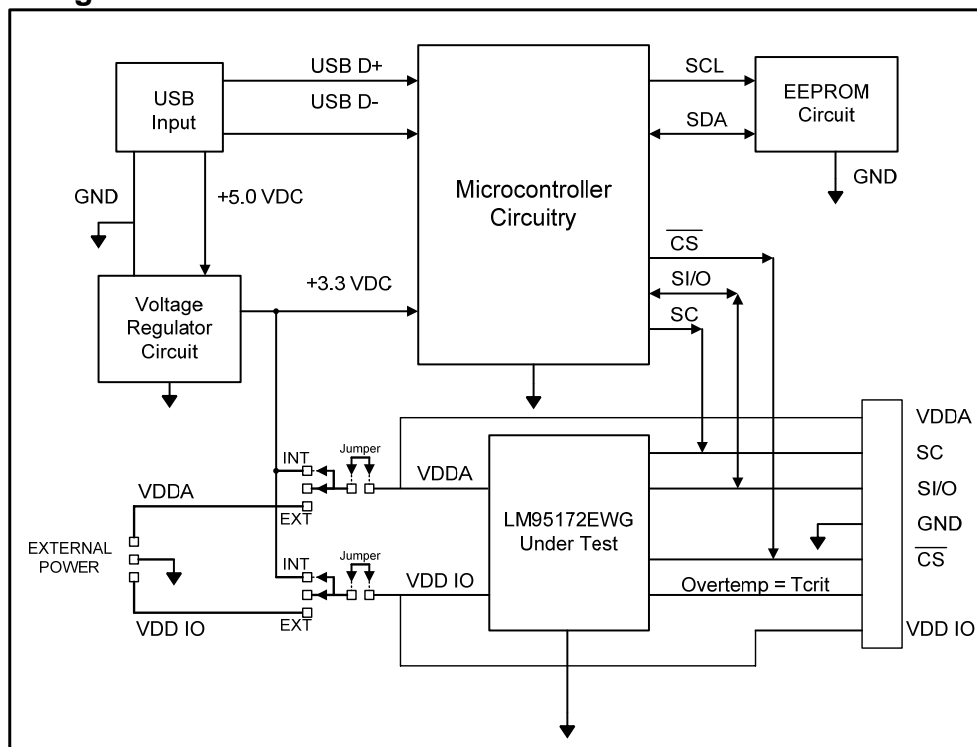 USB D+
USB D-
USB
Input
SCL
SDA
EEPROM
Circuit
GND
GND
+5.0 VDC
Microcontroller
Circuitry
CS
SI/O
SC
+3.3 VDC
Voltage
Regulator
Circuit
INT
Jumper
VDDA
VDDA
EXT
EXTERNAL
POWER
INT
Jumper
VDD IO
VDD IO
EXT
LM95172EWG
Under Test
Overtemp = Tcrit
VDDA
SC
SI/O
GND
CS
VDD IO